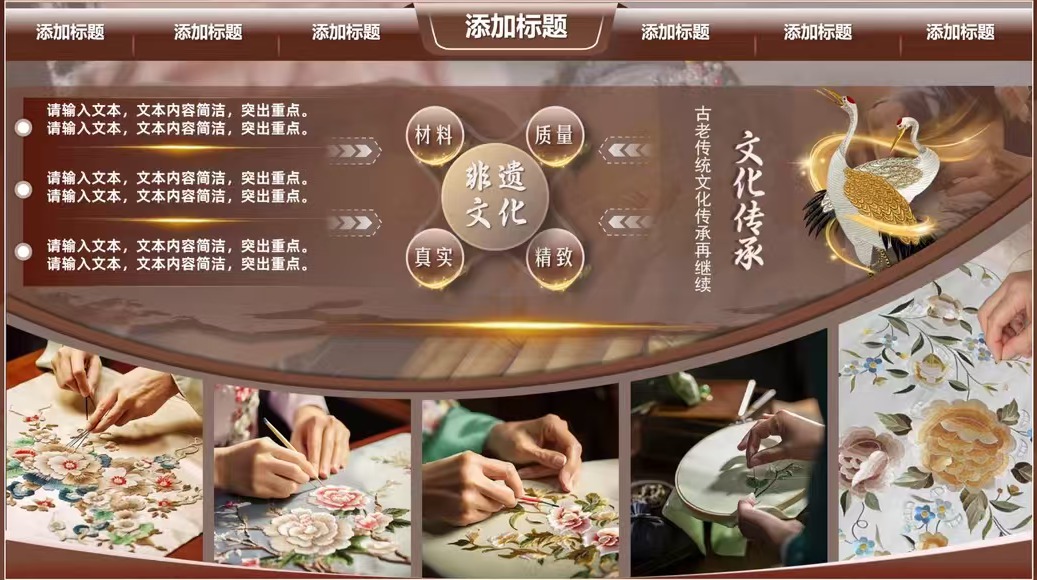 添加标题
添加标题
添加标题
添加标题
添加标题
添加标题
添加标题
请输入文本，文本内容简洁，突出重点。
请输入文本，文本内容简洁，突出重点。
请输入文本，文本内容简洁，突出重点。
请输入文本，文本内容简洁，突出重点。
请输入文本，文本内容简洁，突出重点。
请输入文本，文本内容简洁，突出重点。
材料
质量
非遗
文化
真实
精致
文化传承
古老传统文化传承再继续